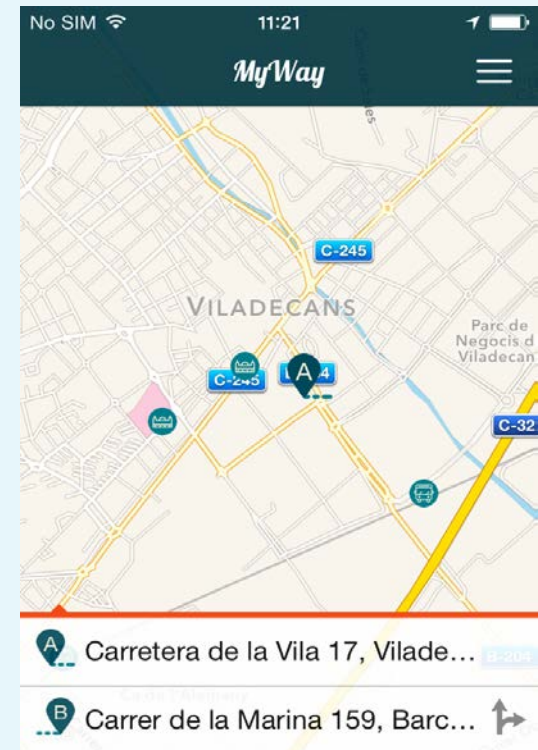 No SIM 11:21
MyWay
C-245
VILADECANS
Parc de
Negocis d
Viladecan
C-245
A
4
C-32
A Carretera de la Vila 17, Vilade...
B-204
B Carrer de la Marina 159, Barc...